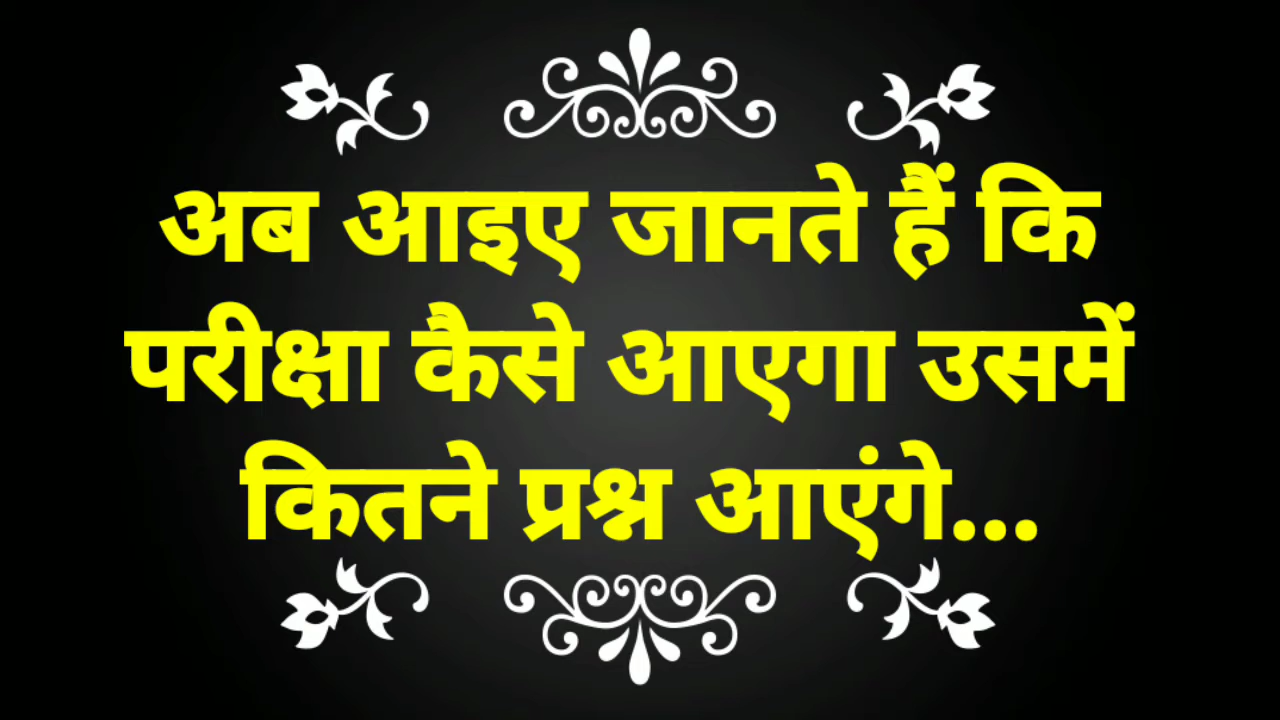 अब आइए जानते हैं कि
परीक्षा कैसे आएगा उसमें
कितने प्रश्न आएंगे...